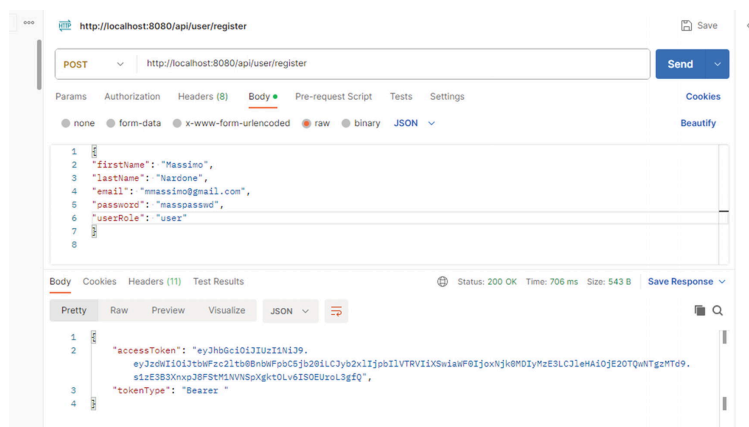 ooo
HTTP http://localhost:8080/api/user/register Save
POST http://localhost:8080/api/user/register Send
Params Authorization Headers (8) Body Pre-request Script Tests Settings Cookies
none form-data x-www-form-urlencoded raw binary JSON Beautify
1 {
2 "firstName": "Massimo",
3 "lastName": "Nardone",
4 "email": "mmassimo@gmail.com",
5 "password": "masspasswd",
6 "userRole": "user"
7 }
8
Body Cookies Headers (11) Test Results Status: 200 OK Time: 706 ms Size: 543 B Save Response
Pretty Raw Preview Visualize JSON
1 {
2 "accessToken": "eyJhbGciOiJIUzI1NiJ9.
eyJzdWIiOiJtbWFzc2ltb0BnbWFpbC5jb20iLCJyb2xlIjpbIlVTRVIiXSwiaWF0IjoxNjk0MDIyMzE3LCJleHAiOjE2OTQwNTgzMTd9.
s1zE3B3XnxpJ8FStM1NVNSpXgktOLv6ISOEUroL3gfQ",
3 "tokenType": "Bearer "
4 }